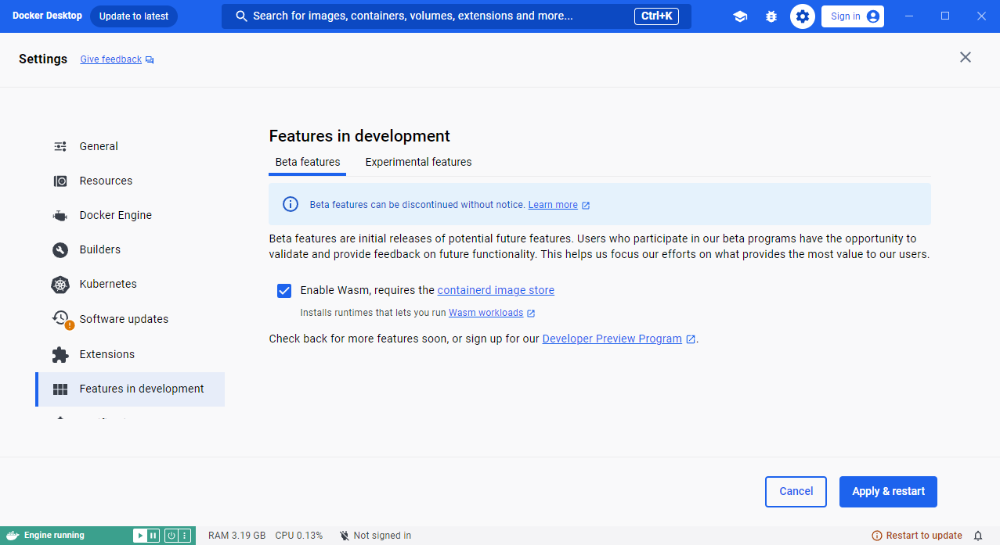 Docker Desktop
Update to latest
Search for images, containers, volumes, extensions and more...
Ctrl+K
Sign in
Settings
Give feedback
General
Resources
Docker Engine
Builders
Kubernetes
Software updates
Extensions
Features in development
Features in development
Beta features
Experimental features
Beta features can be discontinued without notice. Learn more
Beta features are initial releases of potential future features. Users who participate in our beta programs have the opportunity to
validate and provide feedback on future functionality. This helps us focus our efforts on what provides the most value to our users.
Enable Wasm, requires the containerd image store
Installs runtimes that lets you run Wasm workloads
Check back for more features soon, or sign up for our Developer Preview Program.
Cancel
Apply & restart
Engine running
RAM 3.19 GB
CPU 0.13%
Not signed in
Restart to update